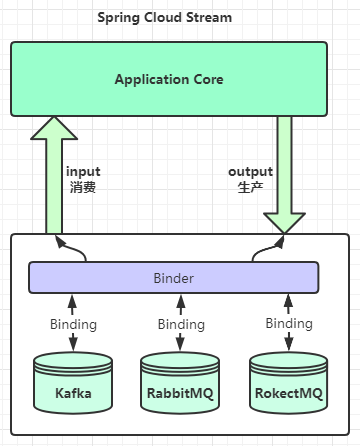 Spring Cloud Stream
Application Core
input
消费
output
生产
Binder
Binding
Binding
Binding
Kafka
RabbitMQ
RokectMQ